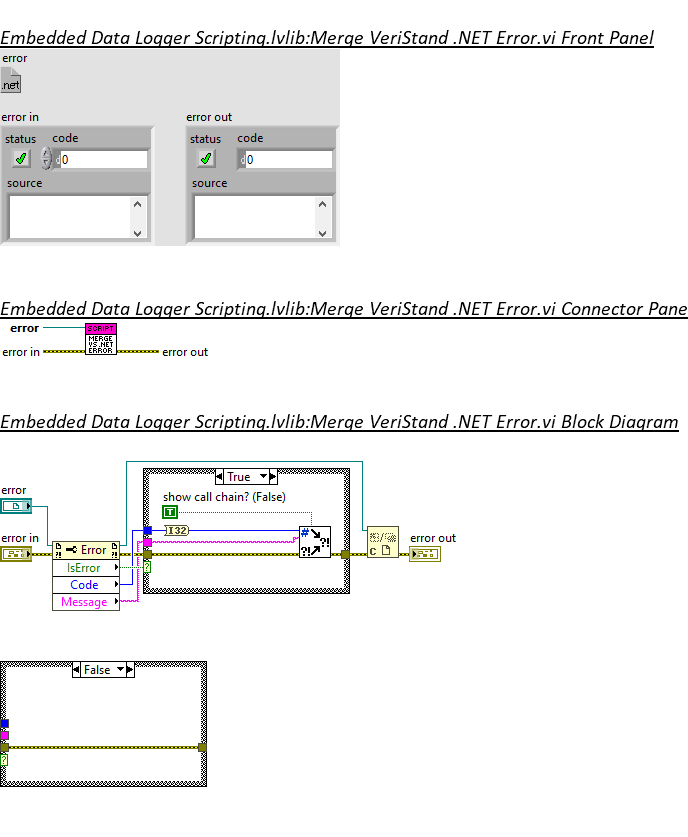 Embedded Data Logger Scripting.lvlib:Merge VeriStand .NET Error.vi Front Panel
error
.net
error in
error out
status code
status code
0
0
source
source
Embedded Data Logger Scripting.lvlib:Merge VeriStand .NET Error.vi Connector Pane
error
SCRIPT
MERGE
VS.NET
ERROR
error in
error out
Embedded Data Logger Scripting.lvlib:Merge VeriStand .NET Error.vi Block Diagram
True
error
show call chain? (False)
T
error in
I32
#
?!
?!
Error
?!
C
error out
IsError
?
Code
Message
False
?